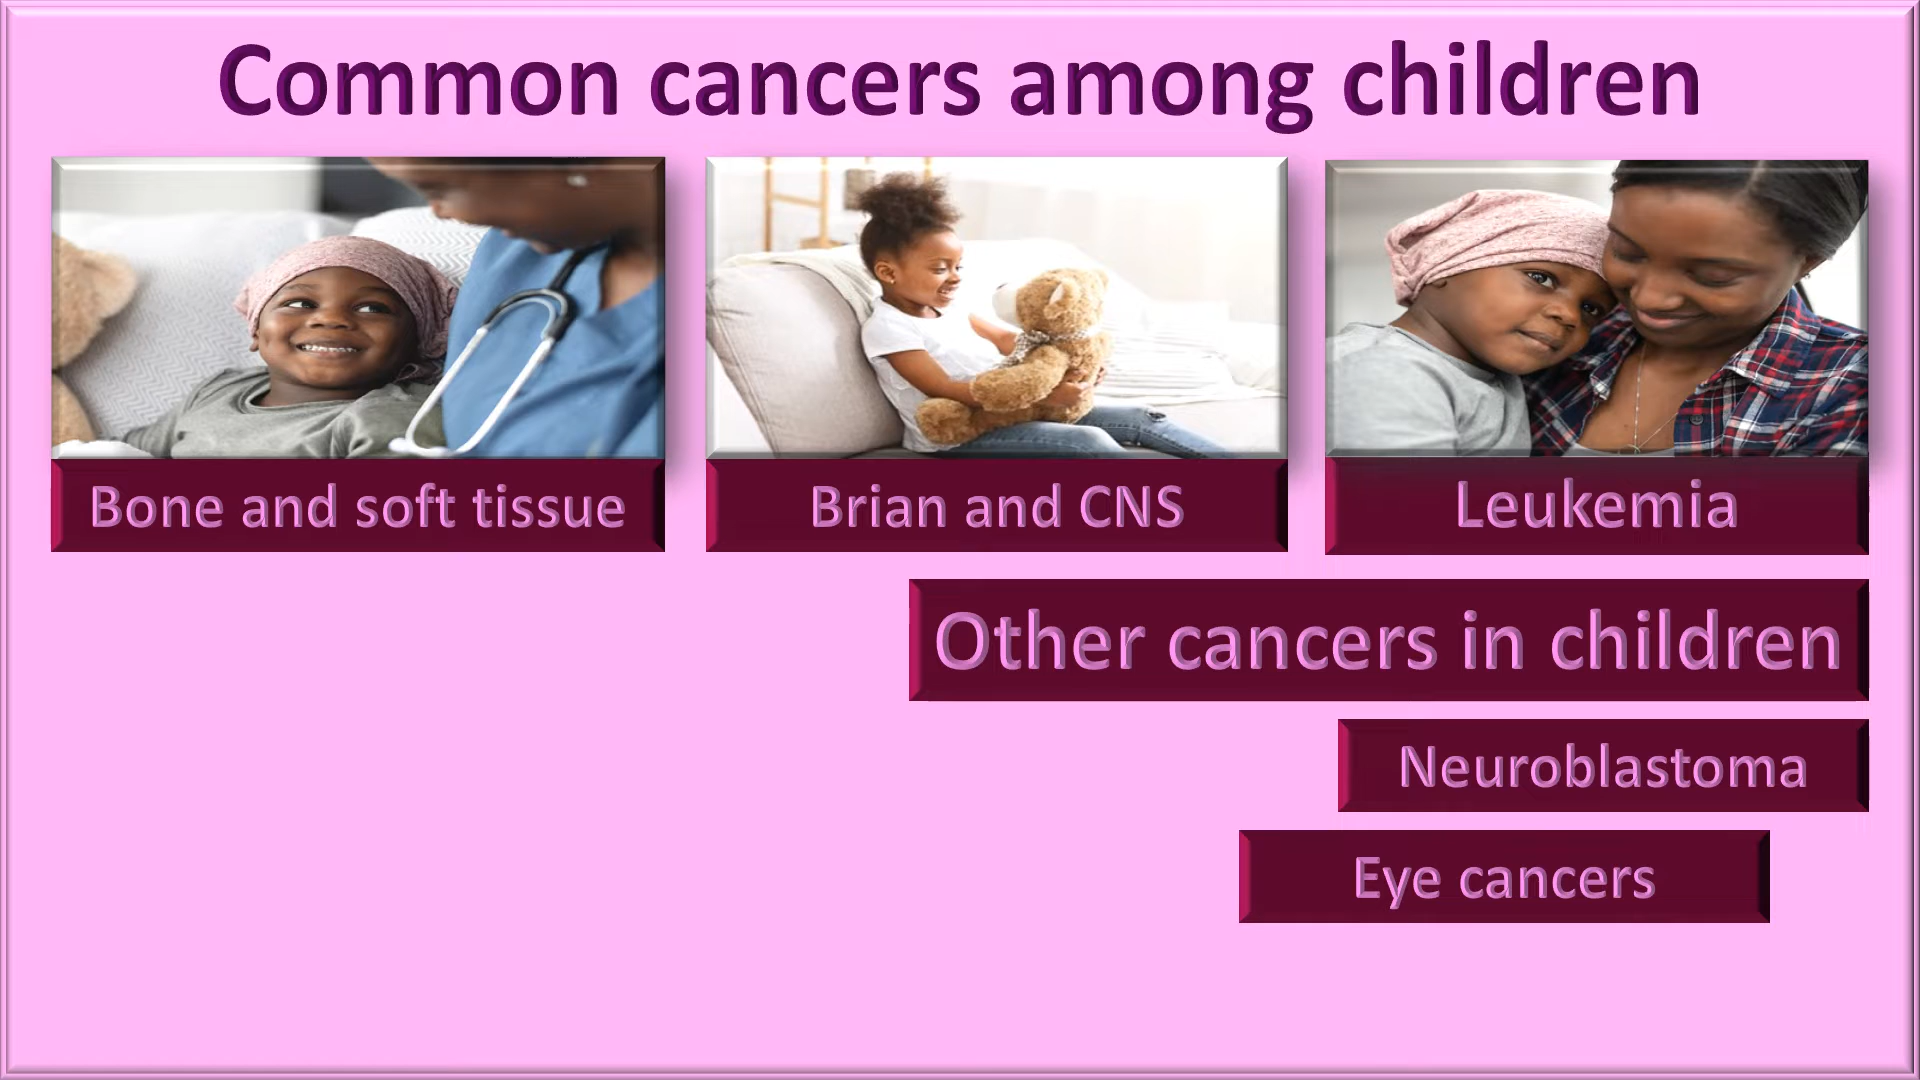 Common cancers among children
Bone and soft tissue
Brian and CNS
Leukemia
Other cancers in children
Neuroblastoma
Eye cancers